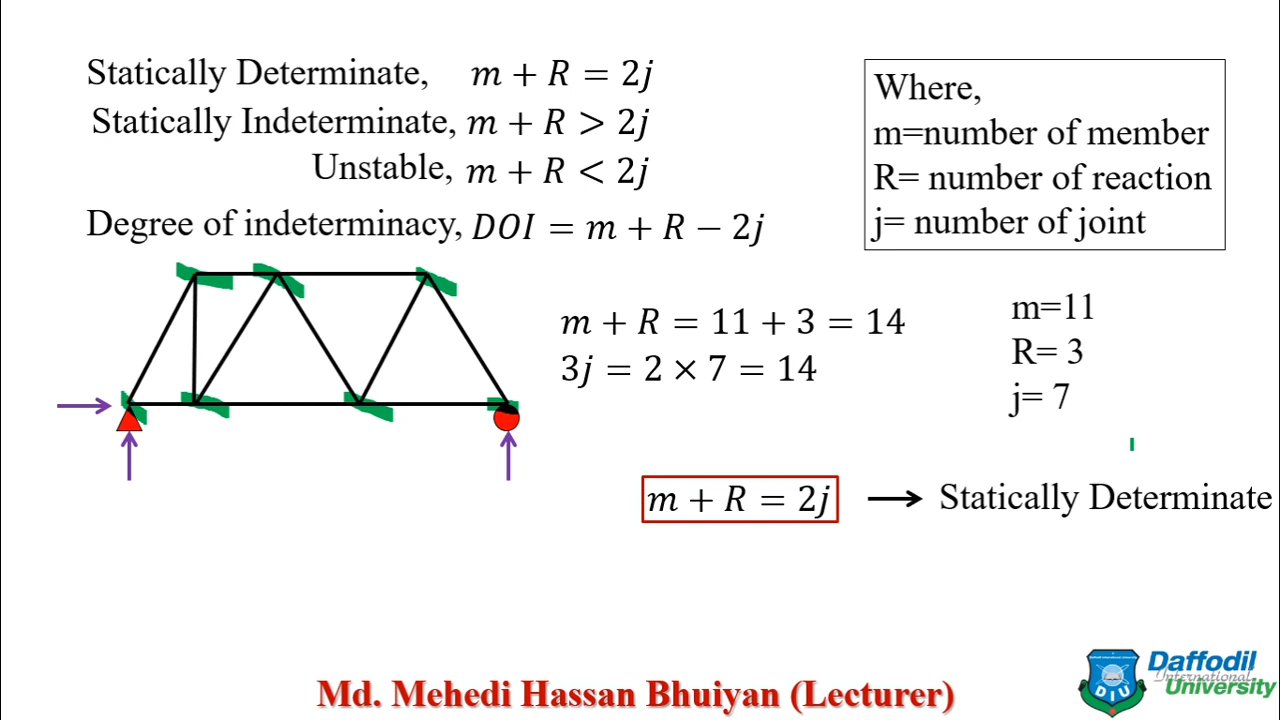 Statically Determinate, m + R = 2j
Statically Indeterminate, m + R > 2j
Unstable, m + R < 2j
Degree of indeterminacy, DOI = m + R − 2j
Where,
m=number of member
R= number of reaction
j= number of joint
m + R = 11 + 3 = 14
3j = 2 × 7 = 14
m=11
R= 3
j= 7
m + R = 2j → Statically Determinate
Md. Mehedi Hassan Bhuiyan (Lecturer)
DIU
Daffodil
International
University